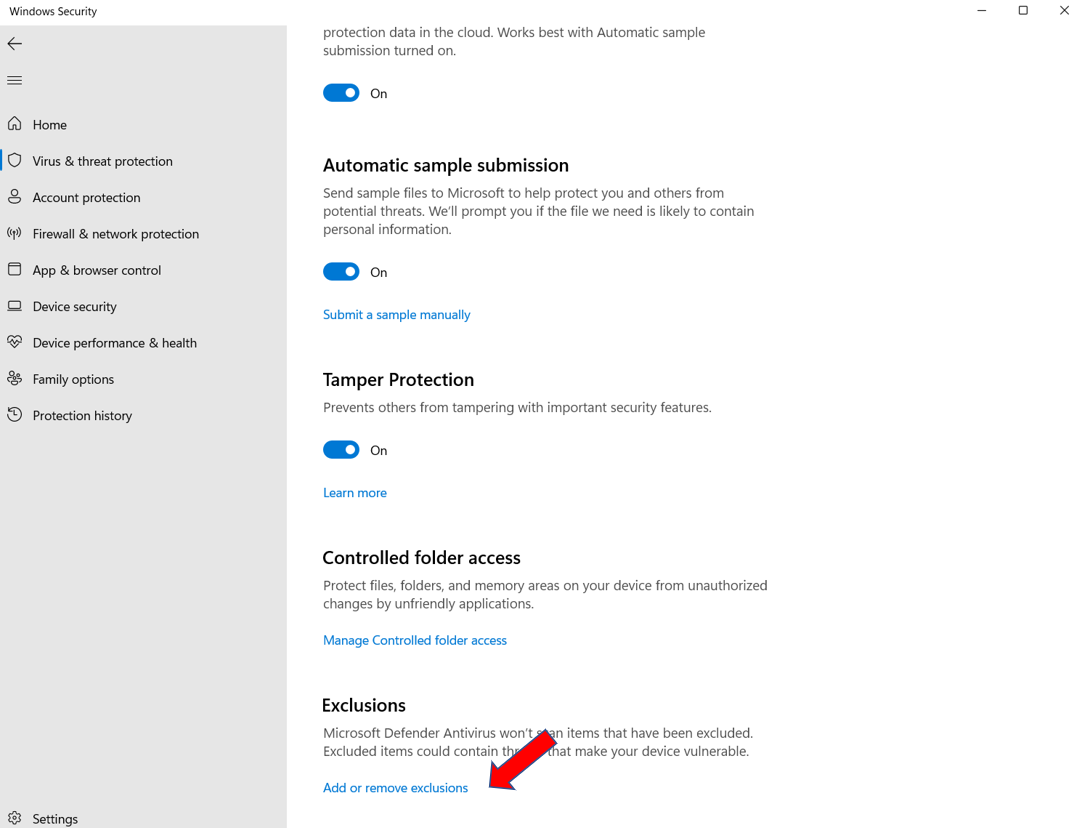 Windows Security
Home
Virus & threat protection
Account protection
Firewall & network protection
App & browser control
Device security
Device performance & health
Family options
Protection history
Settings
protection data in the cloud. Works best with Automatic sample
submission turned on.
On
Automatic sample submission
Send sample files to Microsoft to help protect you and others from
potential threats. We'll prompt you if the file we need is likely to contain
personal information.
On
Submit a sample manually
Tamper Protection
Prevents others from tampering with important security features.
On
Learn more
Controlled folder access
Protect files, folders, and memory areas on your device from unauthorized
changes by unfriendly applications.
Manage Controlled folder access
Exclusions
Microsoft Defender Antivirus won't scan items that have been excluded.
Excluded items could contain threats that make your device vulnerable.
Add or remove exclusions